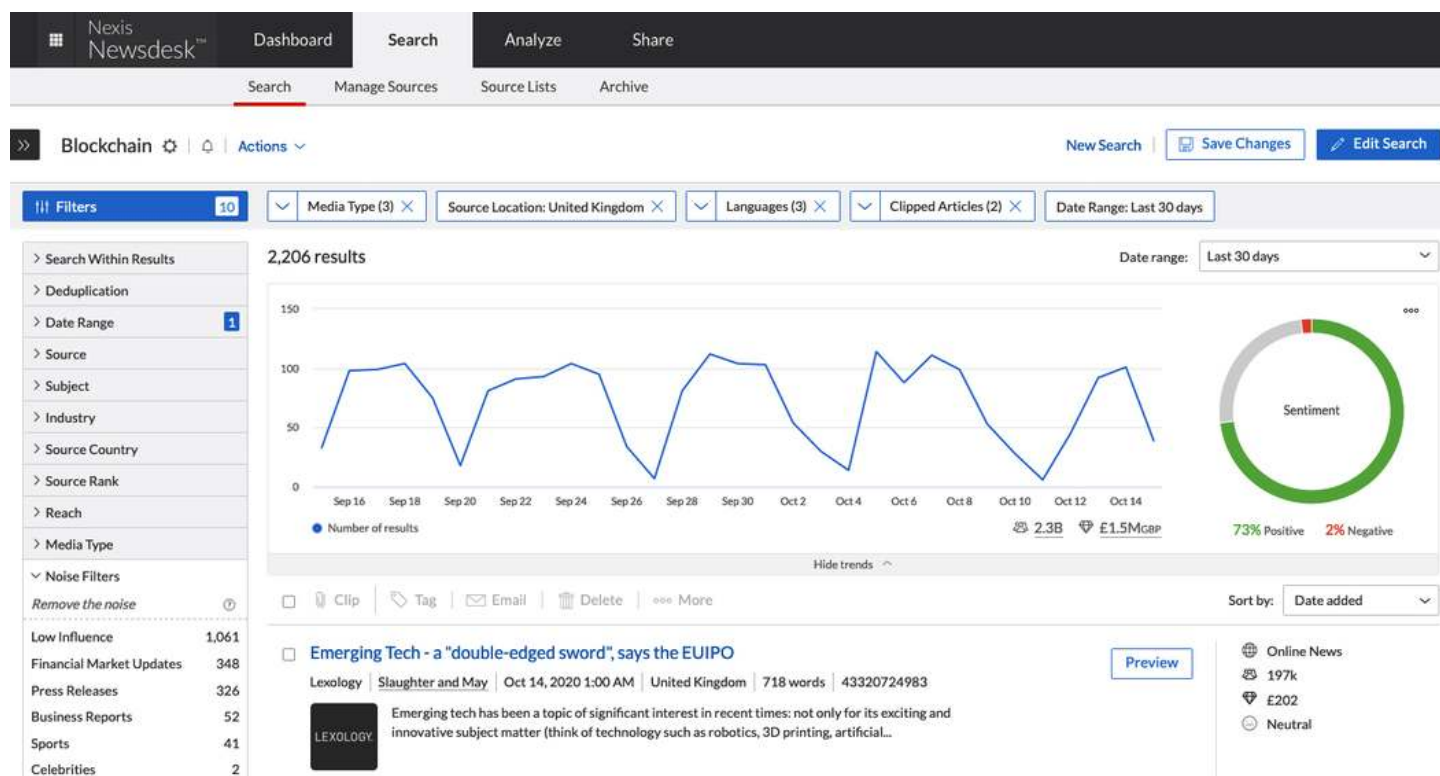 Nexis
Newsdesk™
Dashboard Search Analyze Share
Search Manage Sources Source Lists Archive
Blockchain Actions
New Search Save Changes Edit Search
Filters 10
Media Type (3) Source Location: United Kingdom Languages (3) Clipped Articles (2) Date Range: Last 30 days
Search Within Results
Deduplication
Date Range 1
Source
Subject
Industry
Source Country
Source Rank
Reach
Media Type
Noise Filters
Remove the noise
Low Influence 1,061
Financial Market Updates 348
Press Releases 326
Business Reports 52
Sports 41
Celebrities 2
2,206 results
Date range: Last 30 days
150
100
50
0
Sep 16 Sep 18 Sep 20 Sep 22 Sep 24 Sep 26 Sep 28 Sep 30 Oct 2 Oct 4 Oct 6 Oct 8 Oct 10 Oct 12 Oct 14
Number of results
2.3B £1.5MGBP
Sentiment
73% Positive 2% Negative
Hide trends
Clip Tag Email Delete More
Sort by: Date added
Emerging Tech - a "double-edged sword", says the EUIPO
Preview
Lexology Slaughter and May Oct 14, 2020 1:00 AM United Kingdom 718 words 43320724983
LEXOLOGY.
Emerging tech has been a topic of significant interest in recent times: not only for its exciting and
innovative subject matter (think of technology such as robotics, 3D printing, artificial...
Online News
197k
£202
Neutral